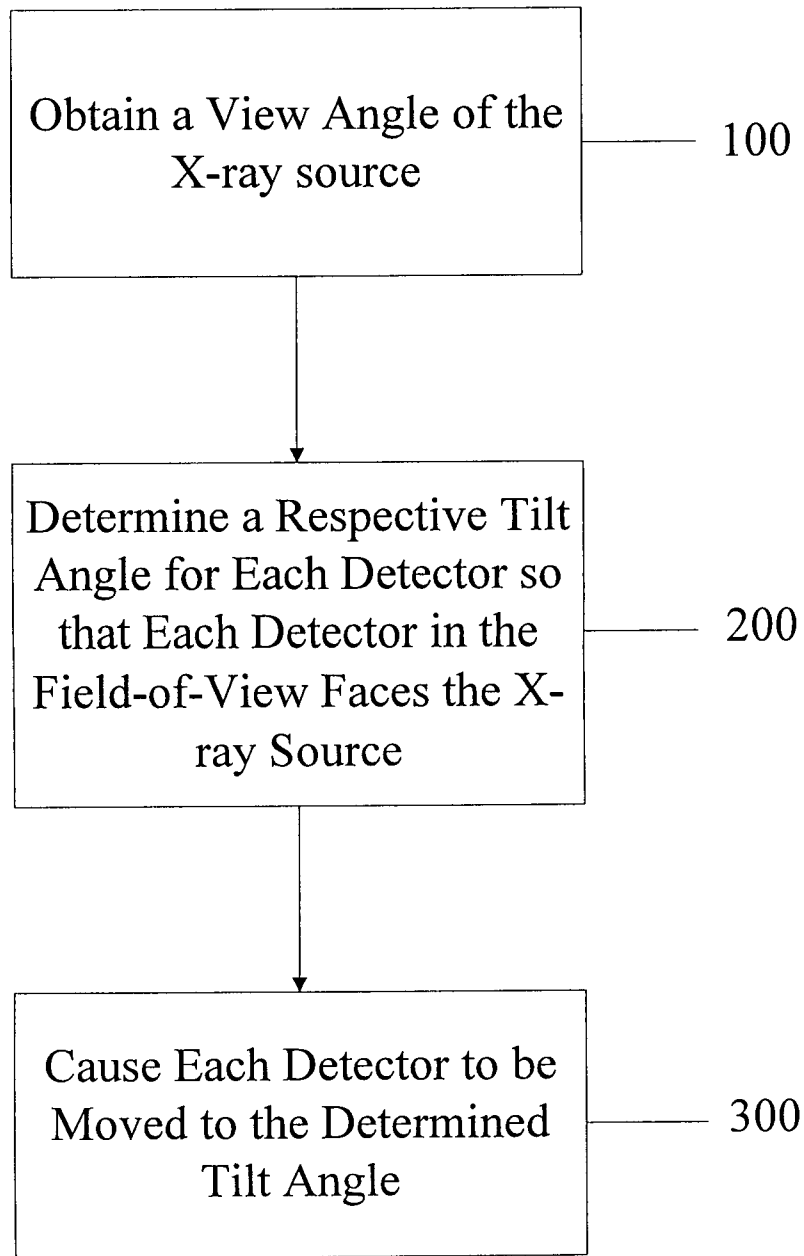 Obtain a View Angle of the
X-ray source
100
Determine a Respective Tilt
Angle for Each Detector so
that Each Detector in the
Field-of-View Faces the X-
ray Source
200
Cause Each Detector to be
Moved to the Determined
Tilt Angle
300